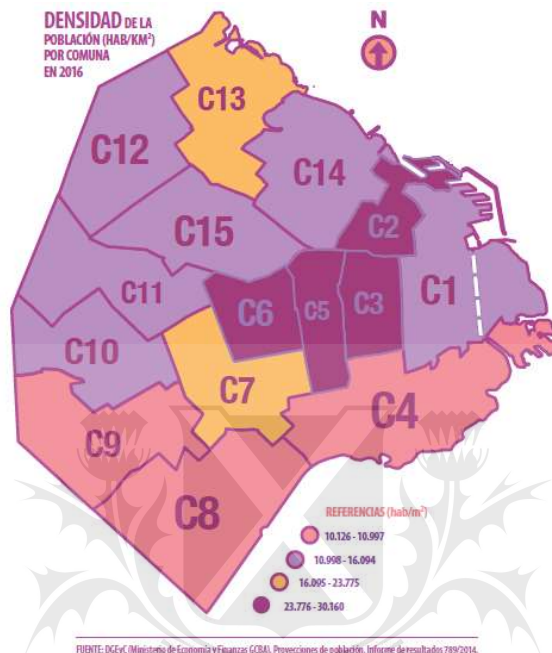 DENSIDAD DE LA
POBLACIÓN (HAB/KM²)
POR COMUNA
EN 2016
N
C13
C12
C14
C2
C15
C11
C6
C5
C3
C1
C10
C7
C4
C9
C8
REFERENCIAS (hab/m²)
10.126 - 10.997
10.998 - 16.094
16.095 - 23.775
23.776 - 30.160
FUENTE: DGEyC (Ministerio de Economía y Finanzas GCBA). Proyecciones de población. Informe de resultados 789/2014.